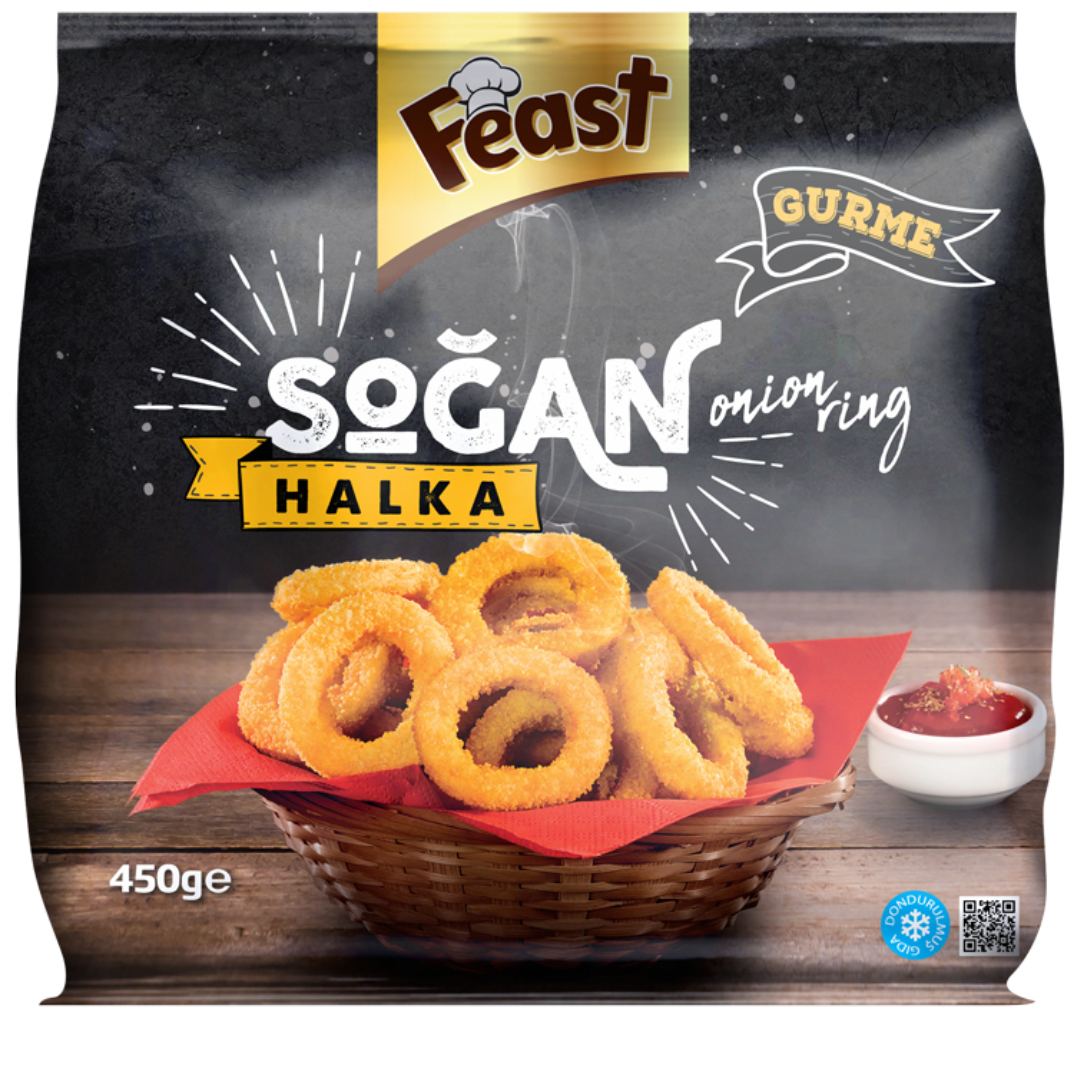 Feast
GURME
SOĞAN
onion ring
HALKA
450g℮
DONDURULMUŞ GIDA